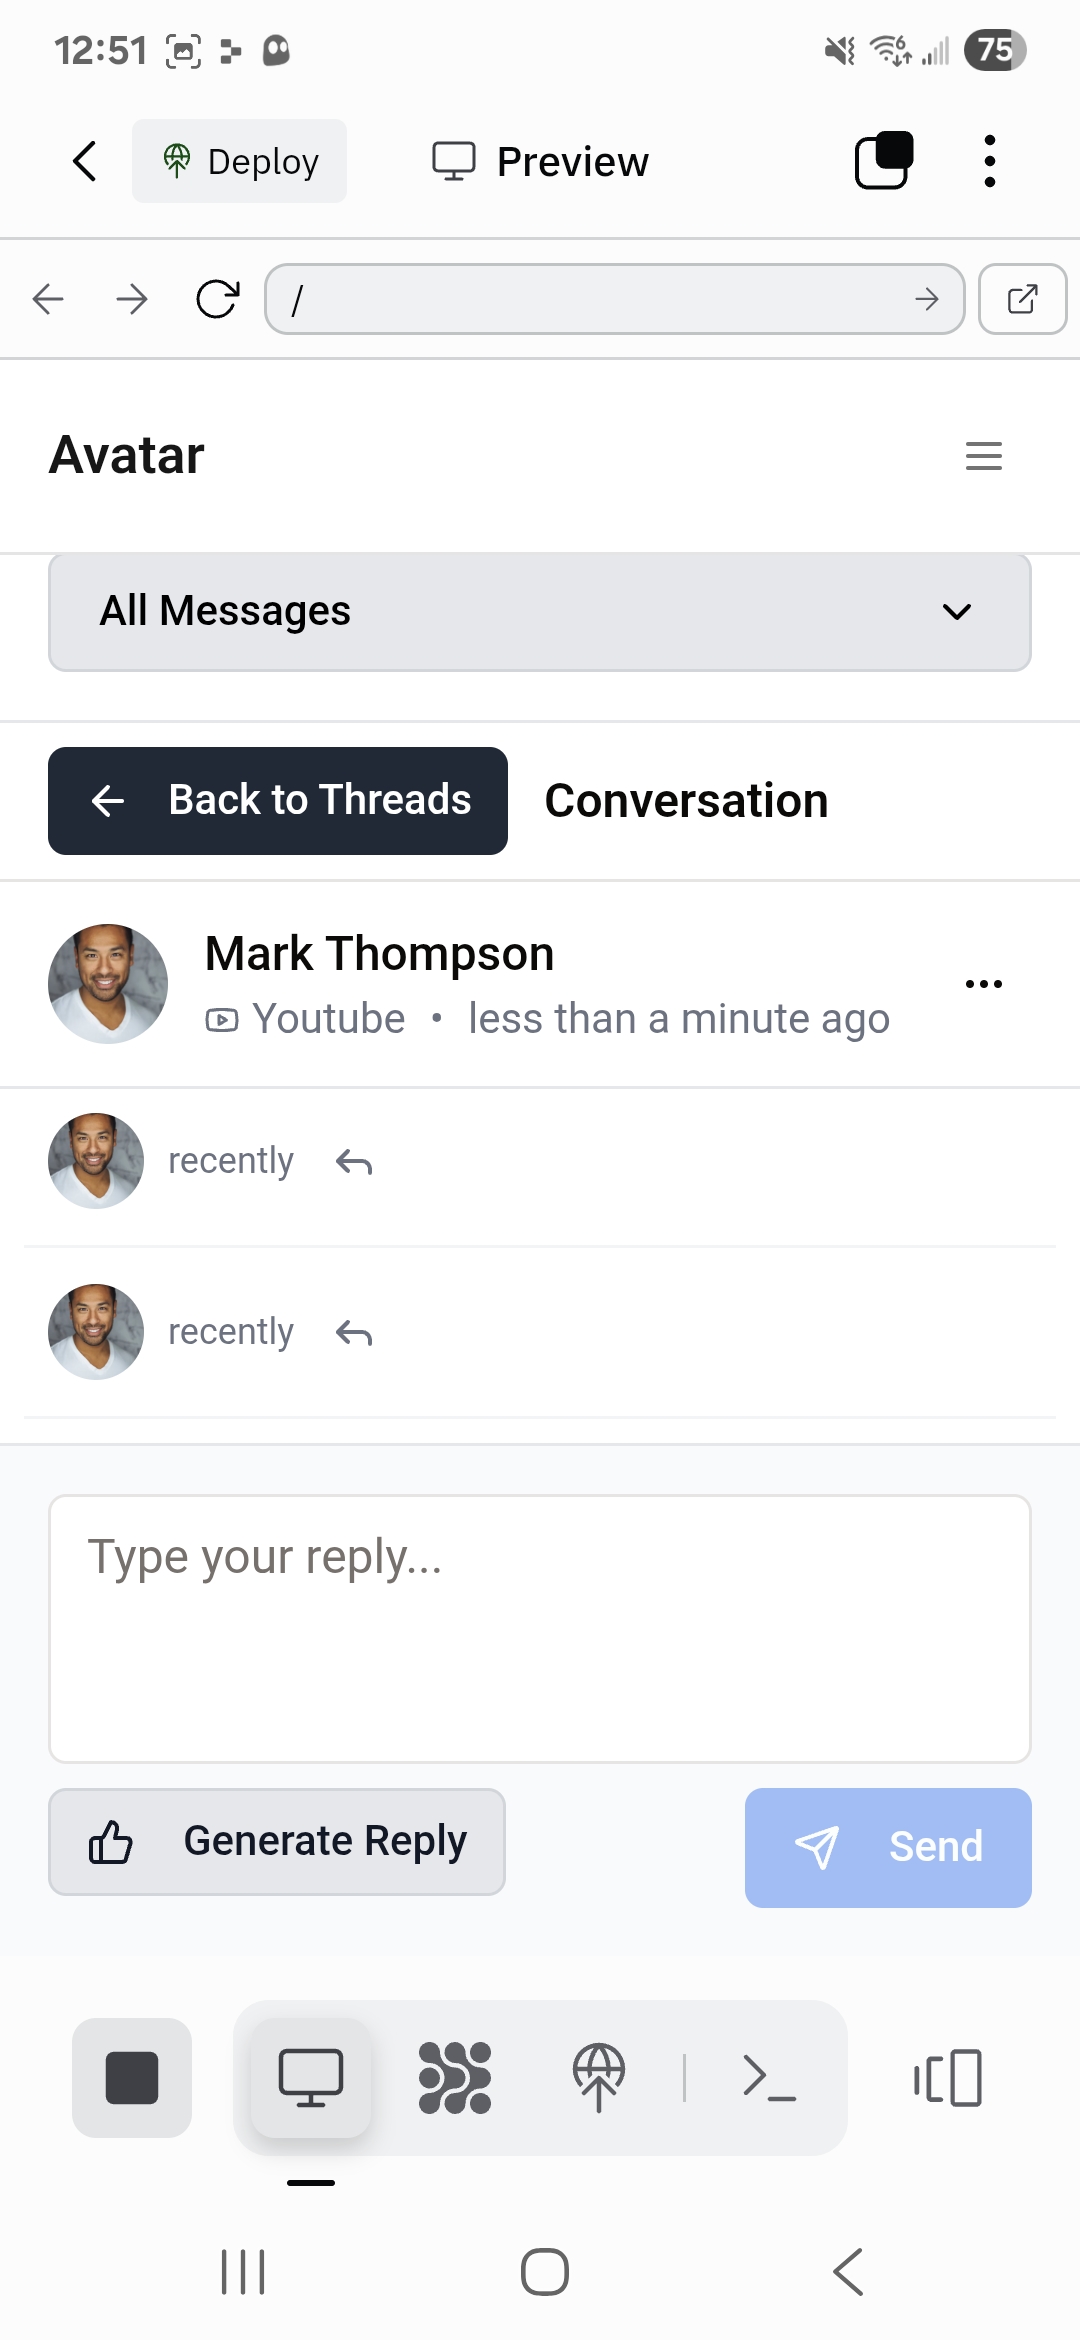 12:51
6
75
Deploy
Preview
/
Avatar
All Messages
Back to Threads
Conversation
Mark Thompson
Youtube • less than a minute ago
recently
recently
Type your reply...
Generate Reply
Send